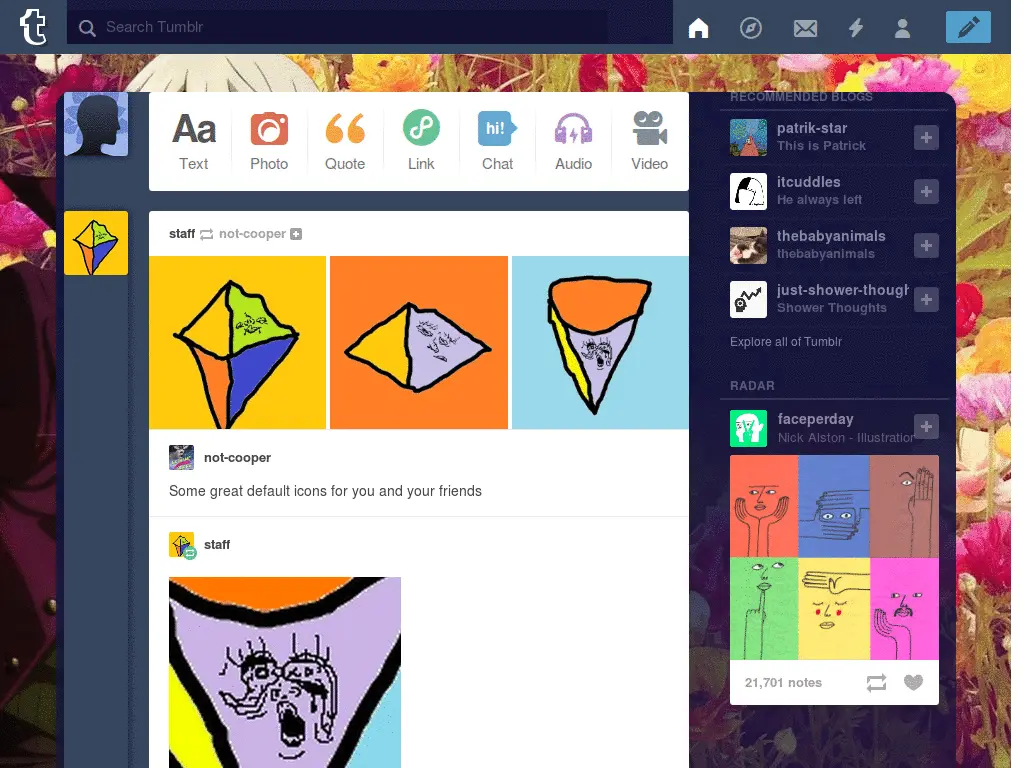 t
Search Tumblr
Aa
hi!
Text
Photo
Quote
Link
Chat
Audio
Video
staff not-cooper
not-cooper
Some great default icons for you and your friends
staff
RECOMMENDED BLOGS
patrik-star
This is Patrick
itcuddles
He always left
thebabyanimals
thebabyanimals
just-shower-though
Shower Thoughts
Explore all of Tumblr
RADAR
faceperday
Nick Alston - Illustration
21,701 notes